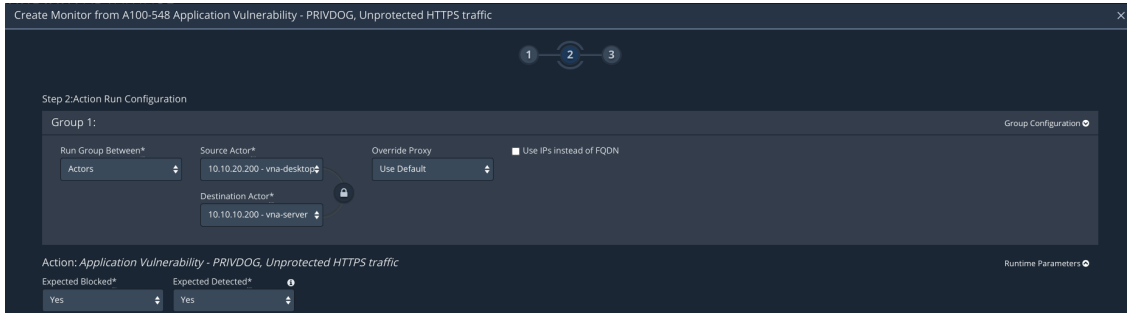 Create Monitor from A100-548 Application Vulnerability - PRIVDOG, Unprotected HTTPS traffic
1 2 3
Step 2:Action Run Configuration
Group 1: Group Configuration
Run Group Between* Source Actor* Override Proxy Use IPs instead of FQDN
Actors 10.10.20.200 - vna-desktop Use Default
Destination Actor*
10.10.10.200 - vna-server
Action: Application Vulnerability - PRIVDOG, Unprotected HTTPS traffic Runtime Parameters
Expected Blocked* Expected Detected*
Yes Yes